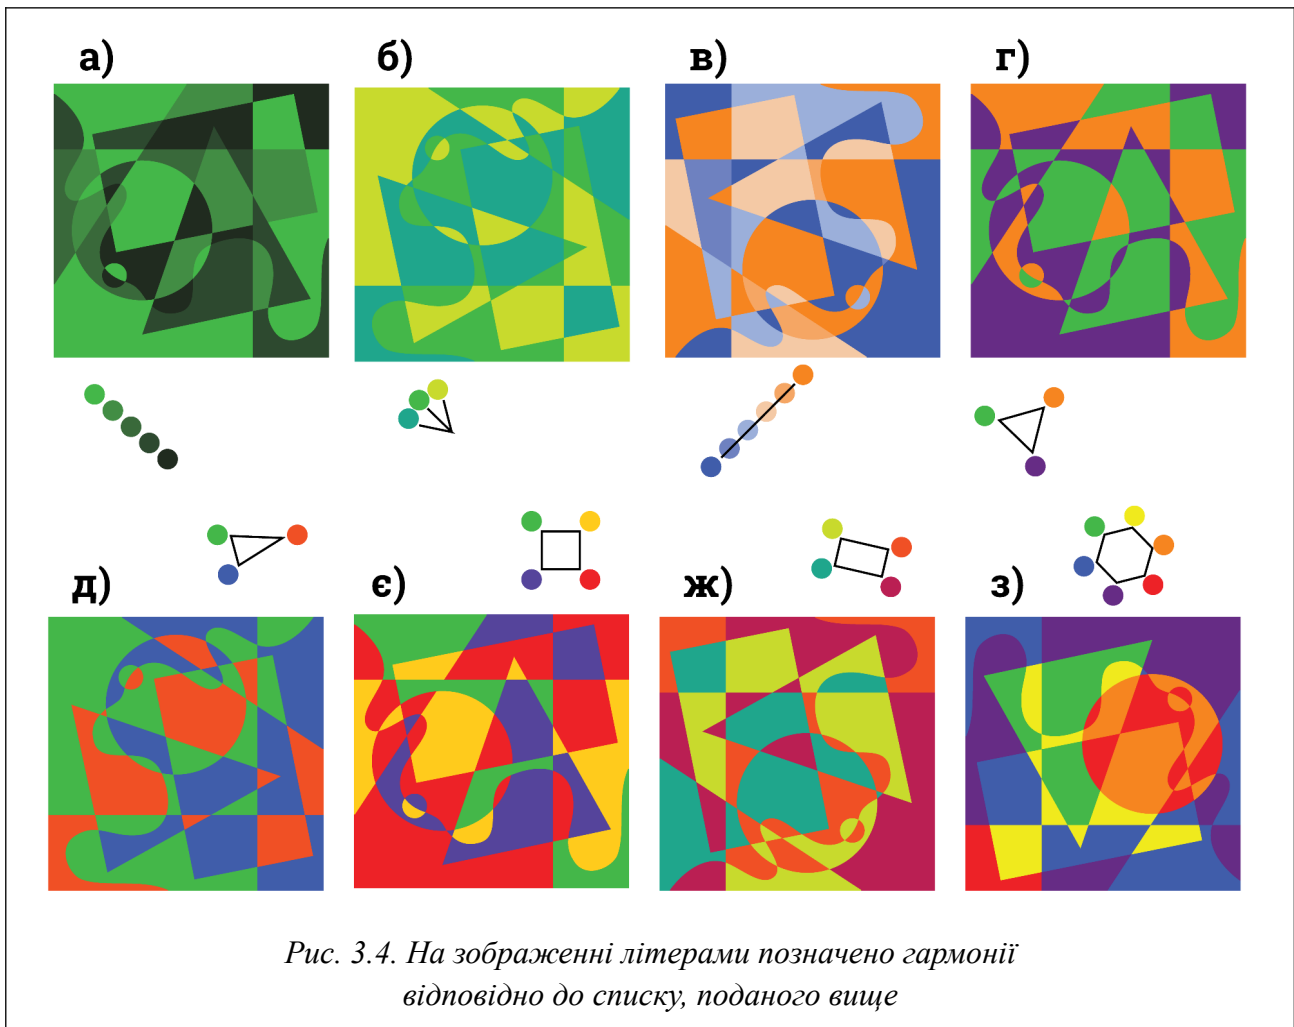 а) б) в) г)
д) є) ж) з)
Рис. 3.4. На зображенні літерами позначено гармонії
відповідно до списку, поданого вище